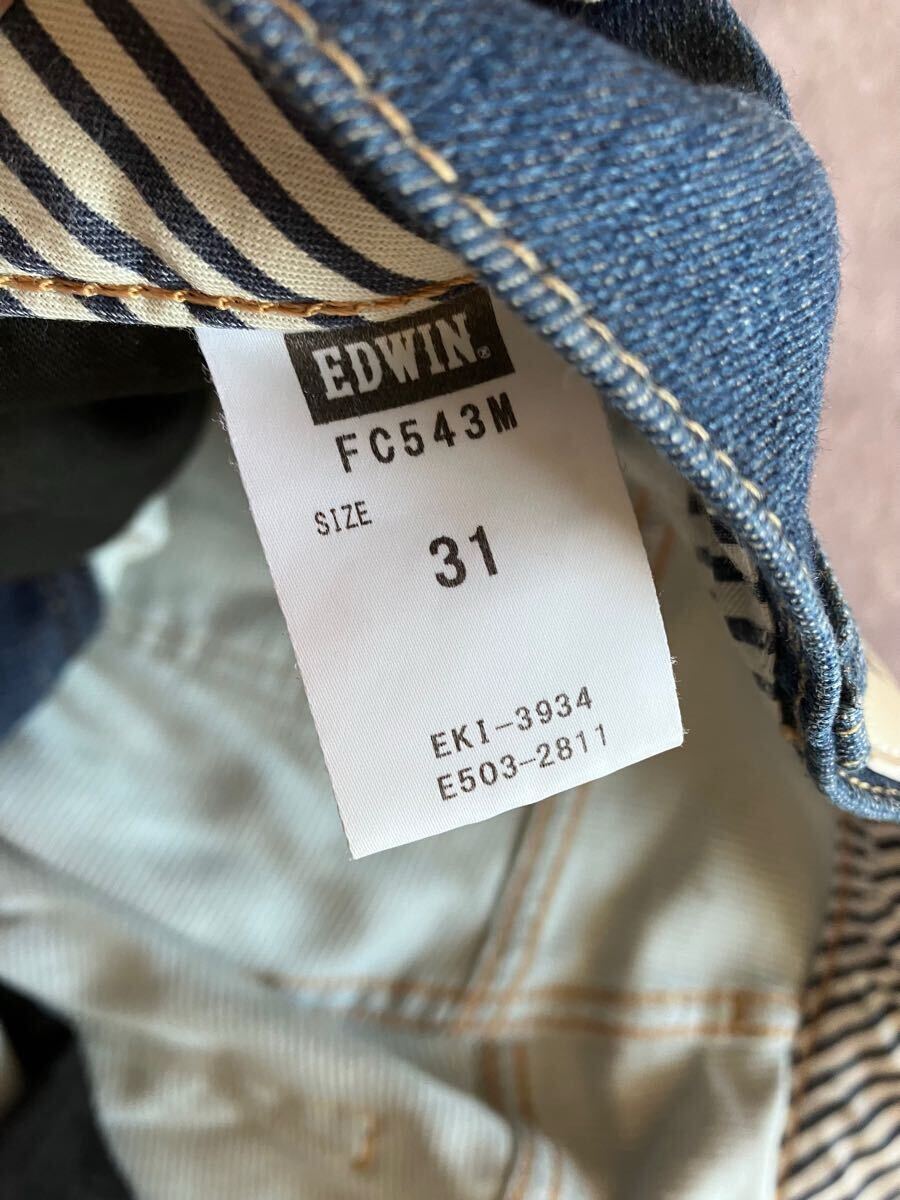 EDWIN®
FC543M
SIZE
31
EKI-3934
E503-2811